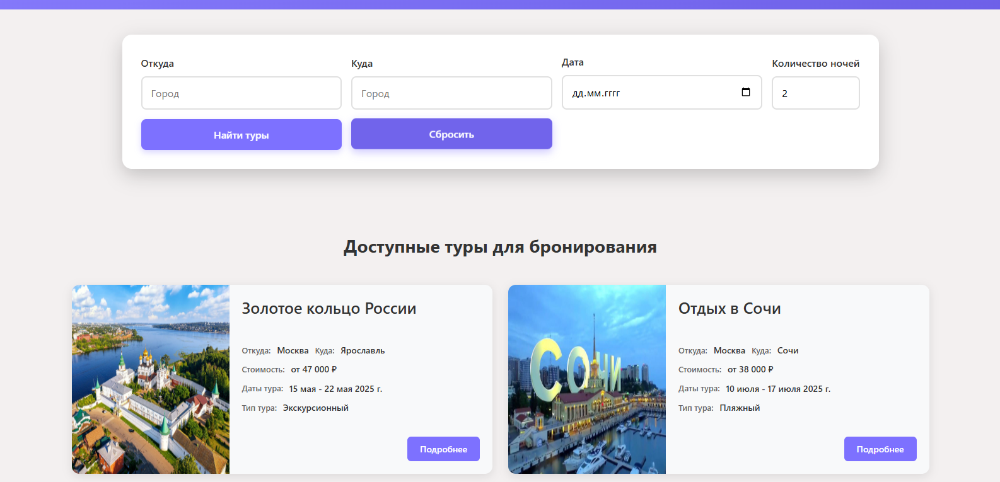 Откуда
Куда
Дата
Количество ночей
Город
Город
дд.мм.гггг
2
Найти туры
Сбросить
Доступные туры для бронирования
Золотое кольцо России
Откуда: Москва Куда: Ярославль
Стоимость: от 47 000 ₽
Даты тура: 15 мая - 22 мая 2025 г.
Тип тура: Экскурсионный
Подробнее
СОЧИ
Отдых в Сочи
Откуда: Москва Куда: Сочи
Стоимость: от 38 000 ₽
Даты тура: 10 июля - 17 июля 2025 г.
Тип тура: Пляжный
Подробнее